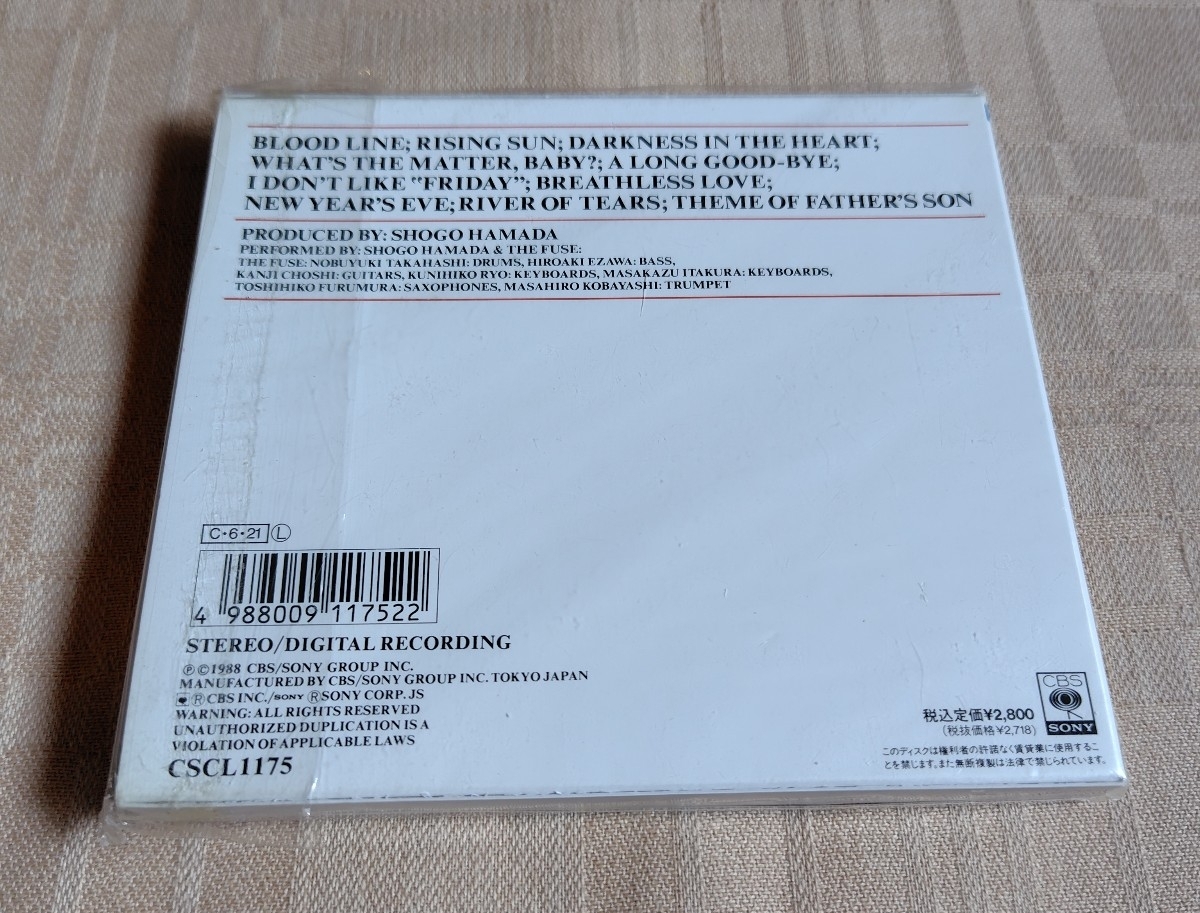 BLOOD LINE; RISING SUN; DARKNESS IN THE HEART;
WHAT'S THE MATTER, BABY?; A LONG GOOD-BYE;
I DON'T LIKE "FRIDAY"; BREATHLESS LOVE;
NEW YEAR'S EVE; RIVER OF TEARS; THEME OF FATHER'S SON
PRODUCED BY: SHOGO HAMADA
PERFORMED BY: SHOGO HAMADA & THE FUSE:
THE FUSE: NOBUYUKI TAKAHASHI: DRUMS, HIROAKI EZAWA: BASS,
KANJI CHOSHI: GUITARS, KUNIHIKO RYO: KEYBOARDS, MASAKAZU ITAKURA: KEYBOARDS,
TOSHIHIKO FURUMURA: SAXOPHONES, MASAHIRO KOBAYASHI: TRUMPET
C・6・21 Ⓛ
4 988009 117522
STEREO/DIGITAL RECORDING
Ⓟ©1988 CBS/SONY GROUP INC.
MANUFACTURED BY CBS/SONY GROUP INC. TOKYO JAPAN
® CBS INC./SONY ®SONY CORP. JS
WARNING: ALL RIGHTS RESERVED
UNAUTHORIZED DUPLICATION IS A
VIOLATION OF APPLICABLE LAWS
CSCL1175
CBS
SONY
税込定価¥2,800
(税抜価格¥2,718)
このディスクは権利者の許諾なく賃貸業に使用するこ
とを禁じます。また無断複製は法律で禁じられています。